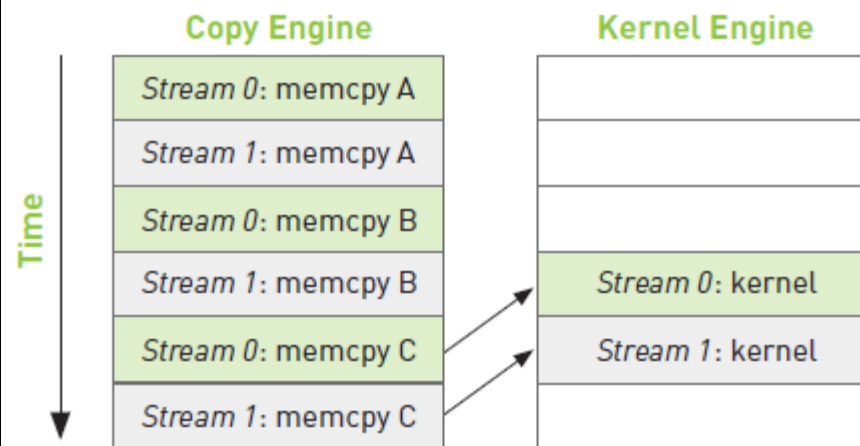 Copy Engine
Kernel Engine
Time
Stream 0: memcpy A
Stream 1: memcpy A
Stream 0: memcpy B
Stream 1: memcpy B
Stream 0: kernel
Stream 0: memcpy C
Stream 1: kernel
Stream 1: memcpy C